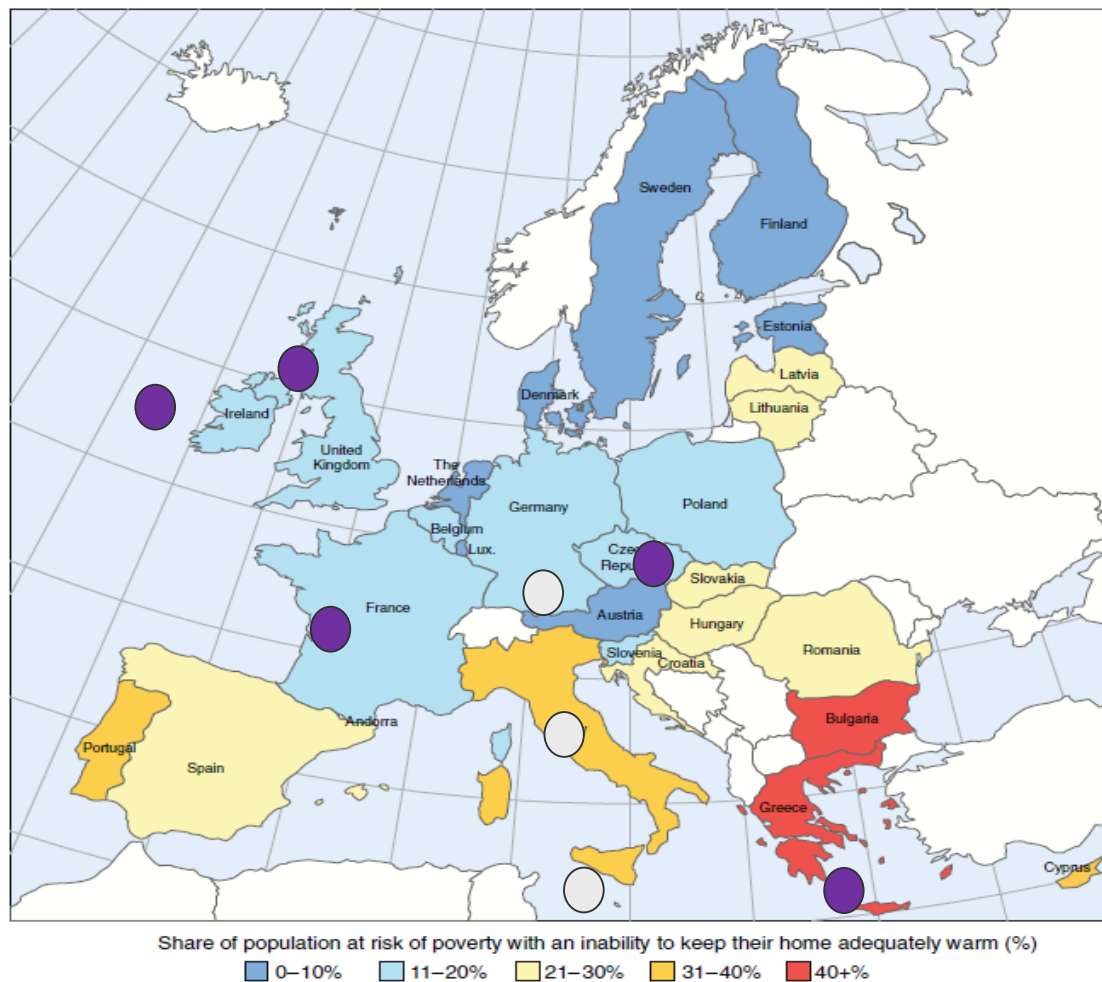 Sweden
Finland
Estonia
Latvia
Lithuania
Denmark
Ireland
United
Kingdom
The
Netherlands
Germany
Poland
Belgium
Lux.
Slovakia
France
Austria
Hungary
Slovenia
Croatia
Romania
Andorra
Bulgaria
Portugal
Spain
Greece
Cyprus
Share of population at risk of poverty with an inability to keep their home adequately warm (%)
0–10% 11–20% 21–30% 31–40% 40+%